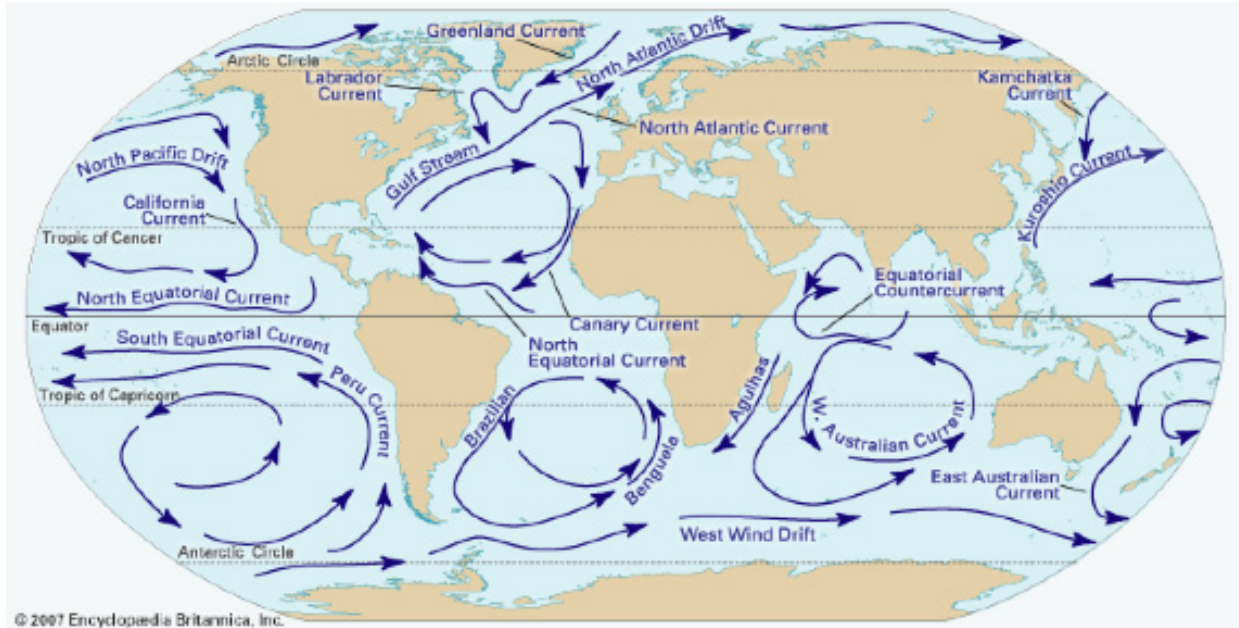 Greenland Current
North Atlantic Drift
Arctic Circle
Labrador
Current
Kamchatka
Current
North Atlantic Current
North Pacific Drift
Gulf Stream
Kuroshio Current
California
Current
Tropic of Cancer
Equatorial
Countercurrent
North Equatorial Current
Equator
Canary Current
South Equatorial Current
North
Equatorial Current
Tropic of Capricorn
Peru Current
Brazilian
Agulhas
W. Australian Current
Benguela
East Australian
Current
West Wind Drift
Anterctic Circle
© 2007 Encyclopædia Britannica, Inc.